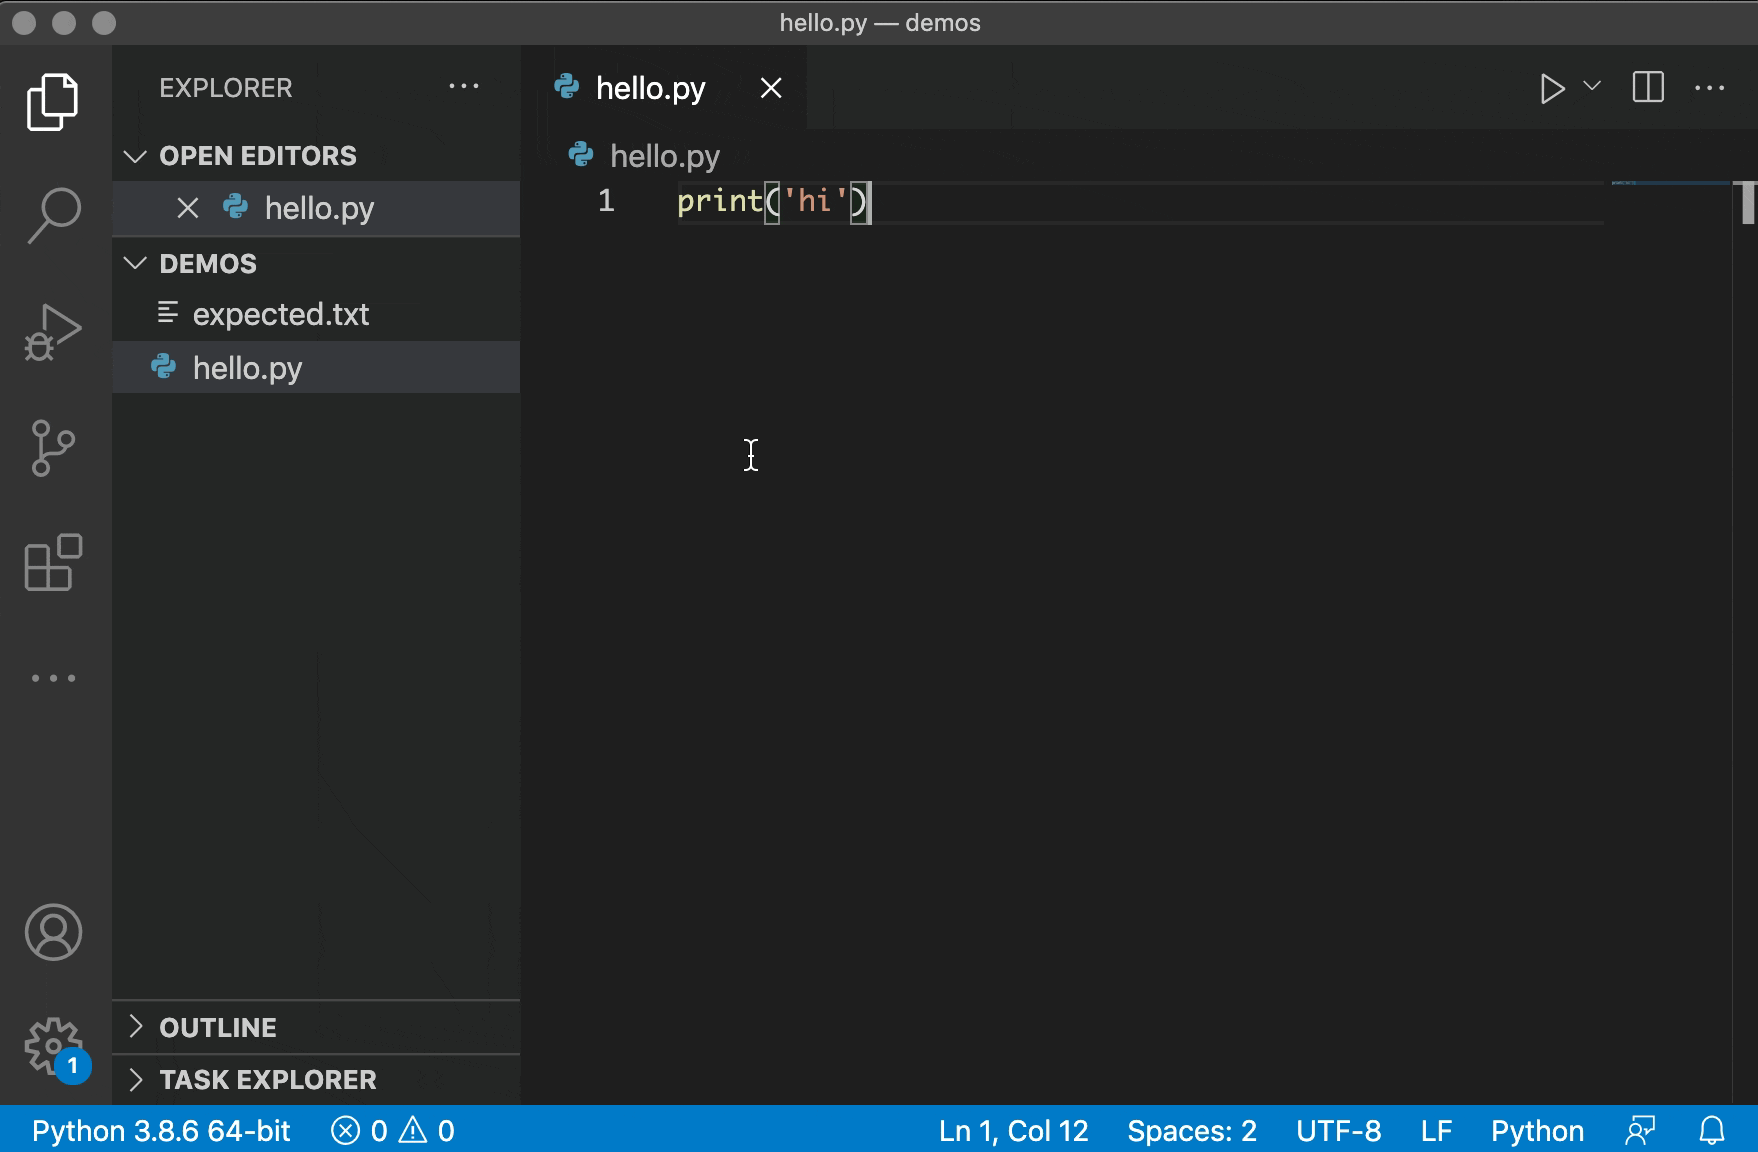 hello.py — demos
EXPLORER
OPEN EDITORS
hello.py
DEMOS
expected.txt
hello.py
OUTLINE
TASK EXPLORER
hello.py
hello.py
1 print('hi')
1
Python 3.8.6 64-bit 0 0 Ln 1, Col 12 Spaces: 2 UTF-8 LF Python